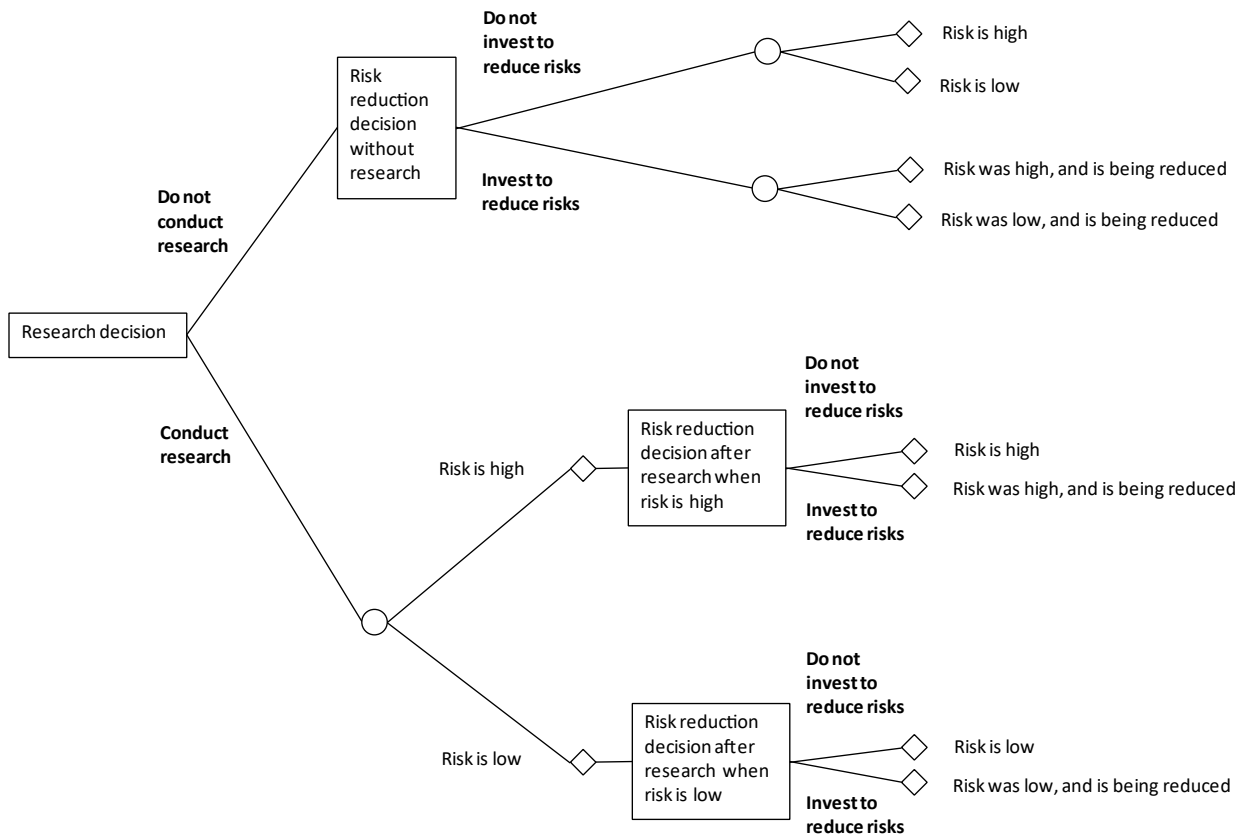 Do not
invest to
reduce risks
Risk is high
Risk
reduction
decision
without
research
Risk is low
Invest to
reduce risks
Risk was high, and is being reduced
Risk was low, and is being reduced
Do not
conduct
research
Research decision
Conduct
research
Do not
invest to
reduce risks
Risk is high
Risk reduction
decision after
research when
risk is high
Risk is high
Risk was high, and is being reduced
Invest to
reduce risks
Do not
invest to
reduce risks
Risk is low
Risk reduction
decision after
research when
risk is low
Risk is low
Risk was low, and is being reduced
Invest to
reduce risks